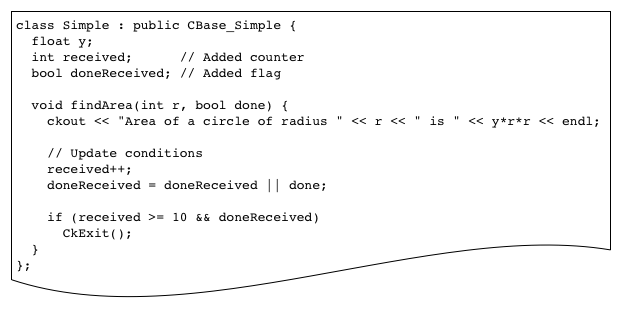 class Simple : public CBase_Simple {
  float y;
  int received;      // Added counter
  bool doneReceived; // Added flag

  void findArea(int r, bool done) {
    ckout << "Area of a circle of radius " << r << " is " << y*r*r << endl;

    // Update conditions
    received++;
    doneReceived = doneReceived || done;

    if (received >= 10 && doneReceived)
      CkExit();
  }
};